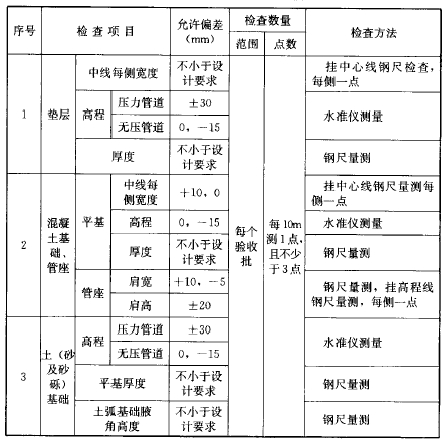 序号 检查项目 允许偏差（mm） 检查数量 检查方法
范围 点数
1 垫层 中线每侧宽度 不小于设计要求 每个验收批 每10m测1点，且不少于3点 挂中心线钢尺检查，每侧一点
高程 压力管道 ±30 水准仪测量
无压管道 0，－15
厚度 不小于设计要求 钢尺量测
2 混凝土基础、管座 平基 中线每侧宽度 +10，0 挂中心线钢尺量测每侧一点
高程 0，－15 水准仪测量
厚度 不小于设计要求 钢尺量测
管座 肩宽 +10，－5 钢尺量测，挂高程线钢尺量测，每侧一点
肩高 ±20
3 土（砂及砂砾）基础 高程 压力管道 ±30 水准仪测量
无压管道 0，－15
平基厚度 不小于设计要求 钢尺量测
土弧基础腋角高度 不小于设计要求 钢尺量测